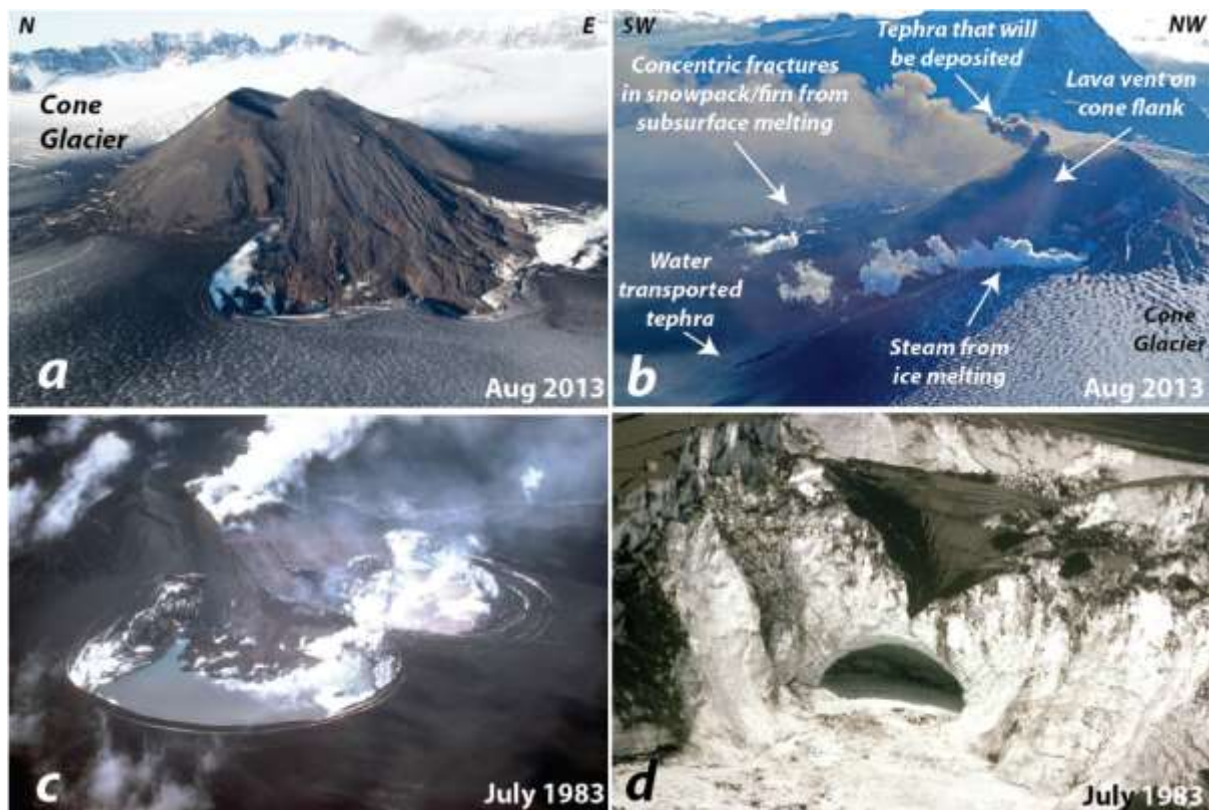 N
E
Cone
Glacier
a
Aug 2013
SW
NW
Tephra that will
be deposited
Concentric fractures
in snowpack/firn from
subsurface melting
Lava vent on
cone flank
Water
transported
tephra
Steam from
ice melting
Cone
Glacier
b
Aug 2013
c
July 1983
d
July 1983